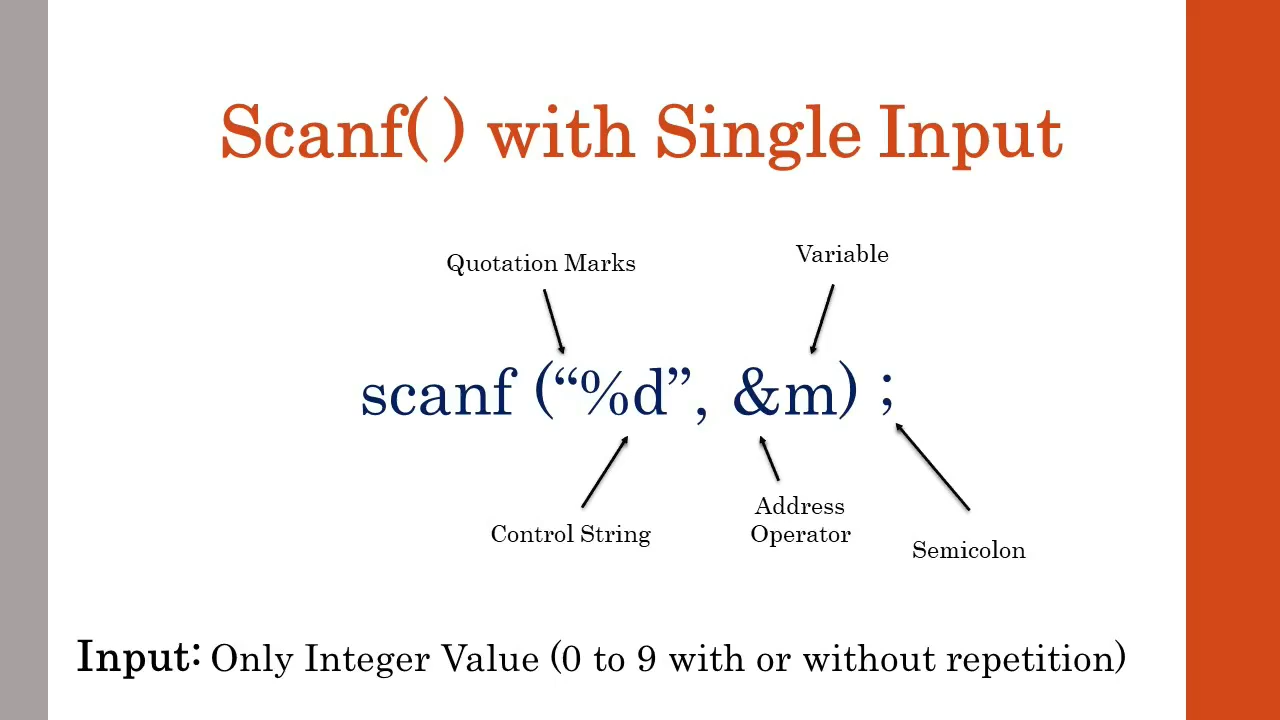 Scanf( ) with Single Input
Quotation Marks
Variable
scanf (“%d”, &m) ;
Control String
Address
Operator
Semicolon
Input: Only Integer Value (0 to 9 with or without repetition)